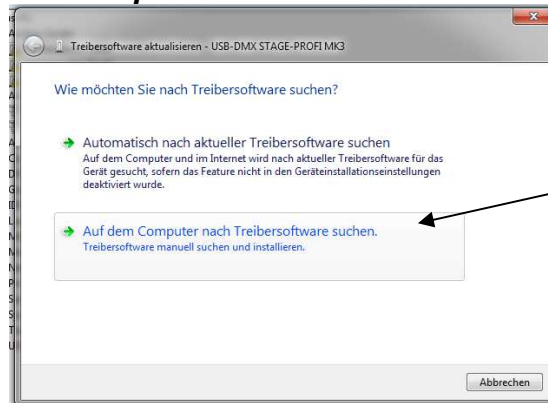 Treibersoftware aktualisieren - USB-DMX STAGE-PROFI MK3
Wie möchten Sie nach Treibersoftware suchen?
Automatisch nach aktueller Treibersoftware suchen
Auf dem Computer und im Internet wird nach aktueller Treibersoftware für das
Gerät gesucht, sofern das Feature nicht in den Geräteinstallationseinstellungen
deaktiviert wurde.
Auf dem Computer nach Treibersoftware suchen.
Treibersoftware manuell suchen und installieren.
Abbrechen